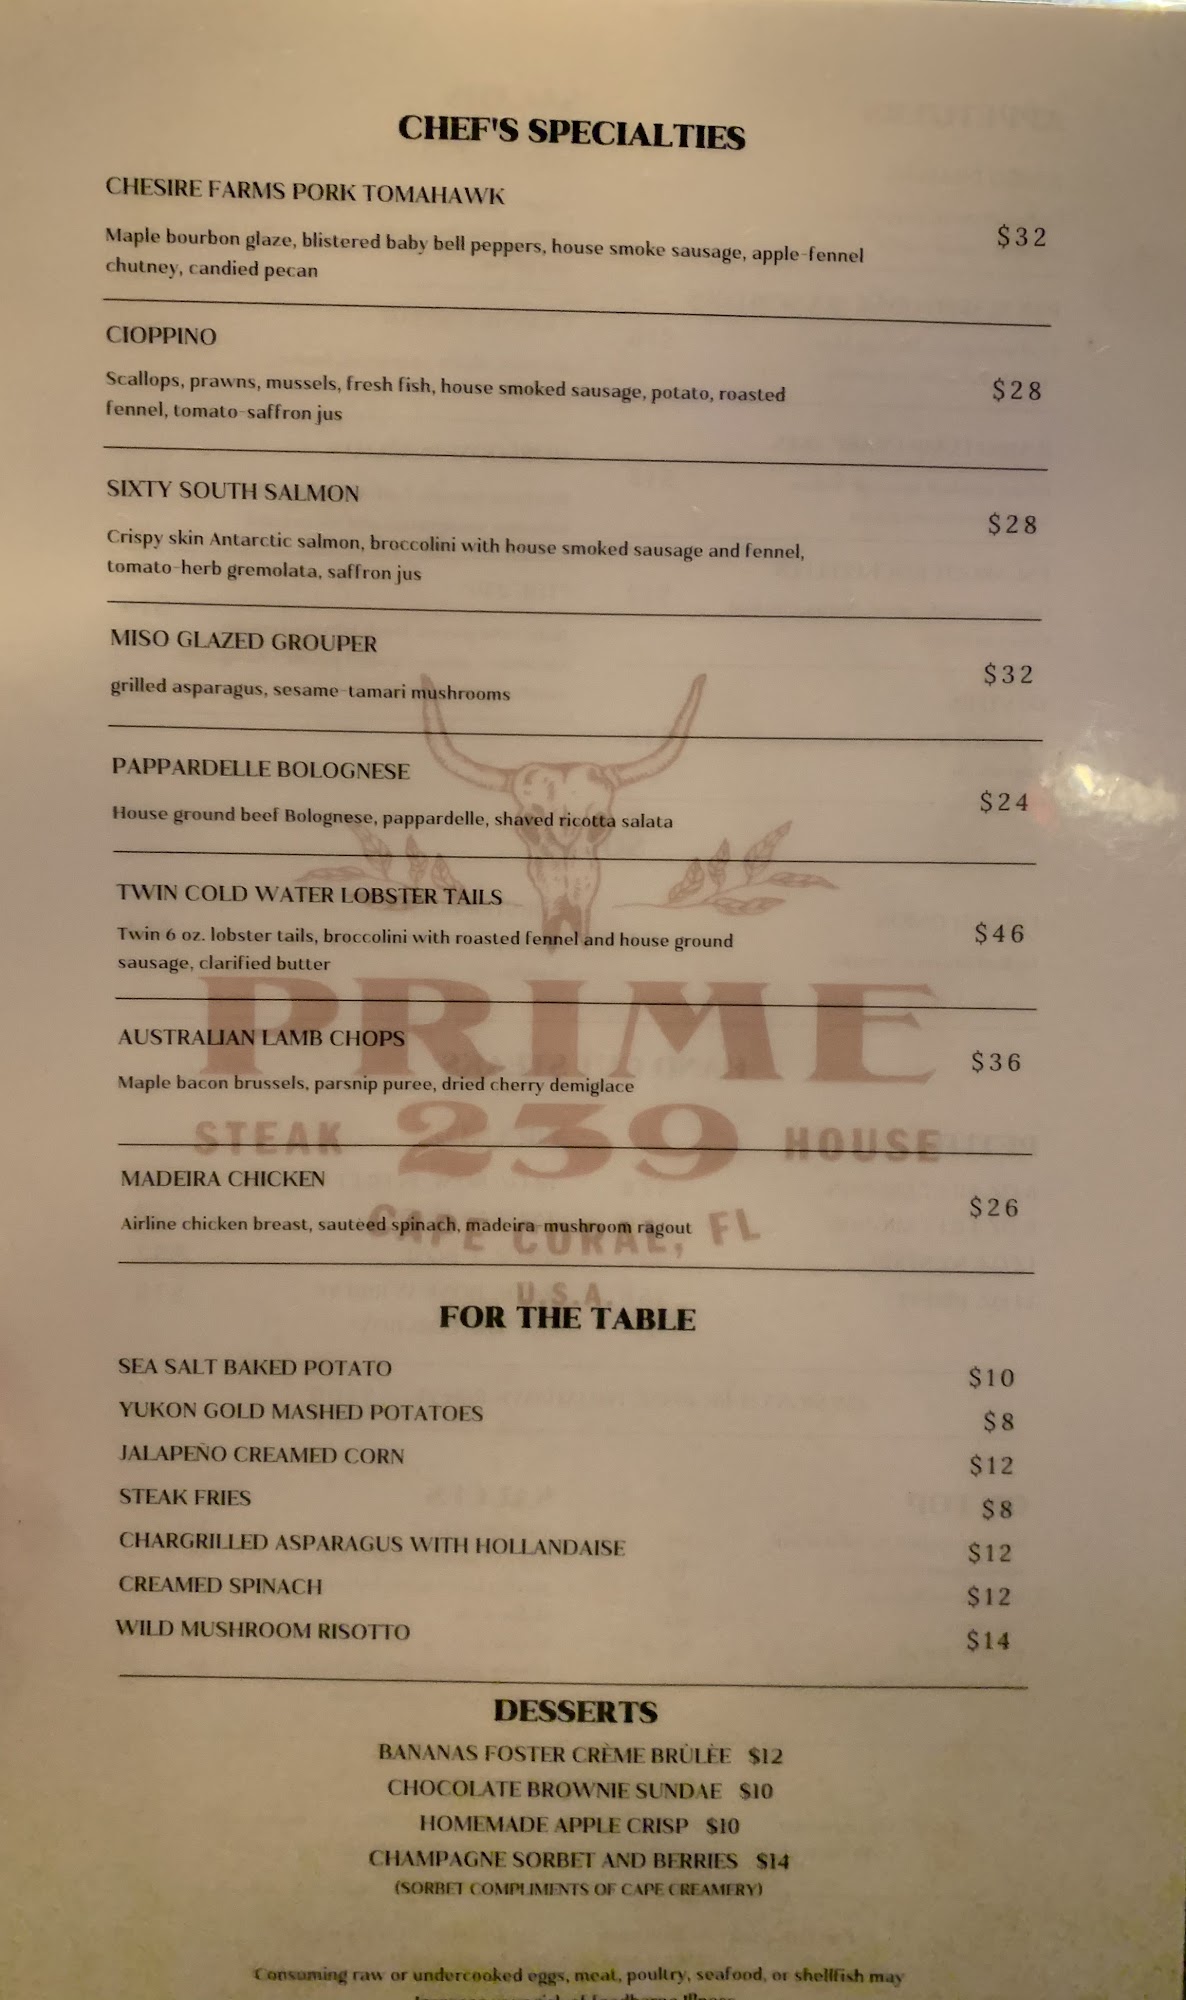 CHEF'S SPECIALTIES
CHESIRE FARMS PORK TOMAHAWK
Maple bourbon glaze, blistered baby bell peppers, house smoke sausage, apple-fennel
chutney, candied pecan
$32
CIOPPINO
Scallops, prawns, mussels, fresh fish, house smoked sausage, potato, roasted
fennel, tomato-saffron jus
$28
SIXTY SOUTH SALMON
Crispy skin Antarctic salmon, broccolini with house smoked sausage and fennel,
tomato-herb gremolata, saffron jus
$28
MISO GLAZED GROUPER
grilled asparagus, sesame-tamari mushrooms
$32
PAPPARDELLE BOLOGNESE
House ground beef Bolognese, pappardelle, shaved ricotta salata
$24
TWIN COLD WATER LOBSTER TAILS
Twin 6 oz. lobster tails, broccolini with roasted fennel and house ground
sausage, clarified butter
$46
AUSTRALIAN LAMB CHOPS
Maple bacon brussels, parsnip puree, dried cherry demiglace
$36
MADEIRA CHICKEN
Airline chicken breast, sautéed spinach, madeira-mushroom ragout
$26
PRIME
STEAK 239 HOUSE
CAPE CORAL, FL
U.S.A.
FOR THE TABLE
SEA SALT BAKED POTATO $10
YUKON GOLD MASHED POTATOES $8
JALAPEÑO CREAMED CORN $12
STEAK FRIES $8
CHARGRILLED ASPARAGUS WITH HOLLANDAISE $12
CREAMED SPINACH $12
WILD MUSHROOM RISOTTO $14
DESSERTS
BANANAS FOSTER CRÈME BRÛLÉE $12
CHOCOLATE BROWNIE SUNDAE $10
HOMEMADE APPLE CRISP $10
CHAMPAGNE SORBET AND BERRIES $14
(SORBET COMPLIMENTS OF CAPE CREAMERY)
Consuming raw or undercooked eggs, meat, poultry, seafood, or shellfish may